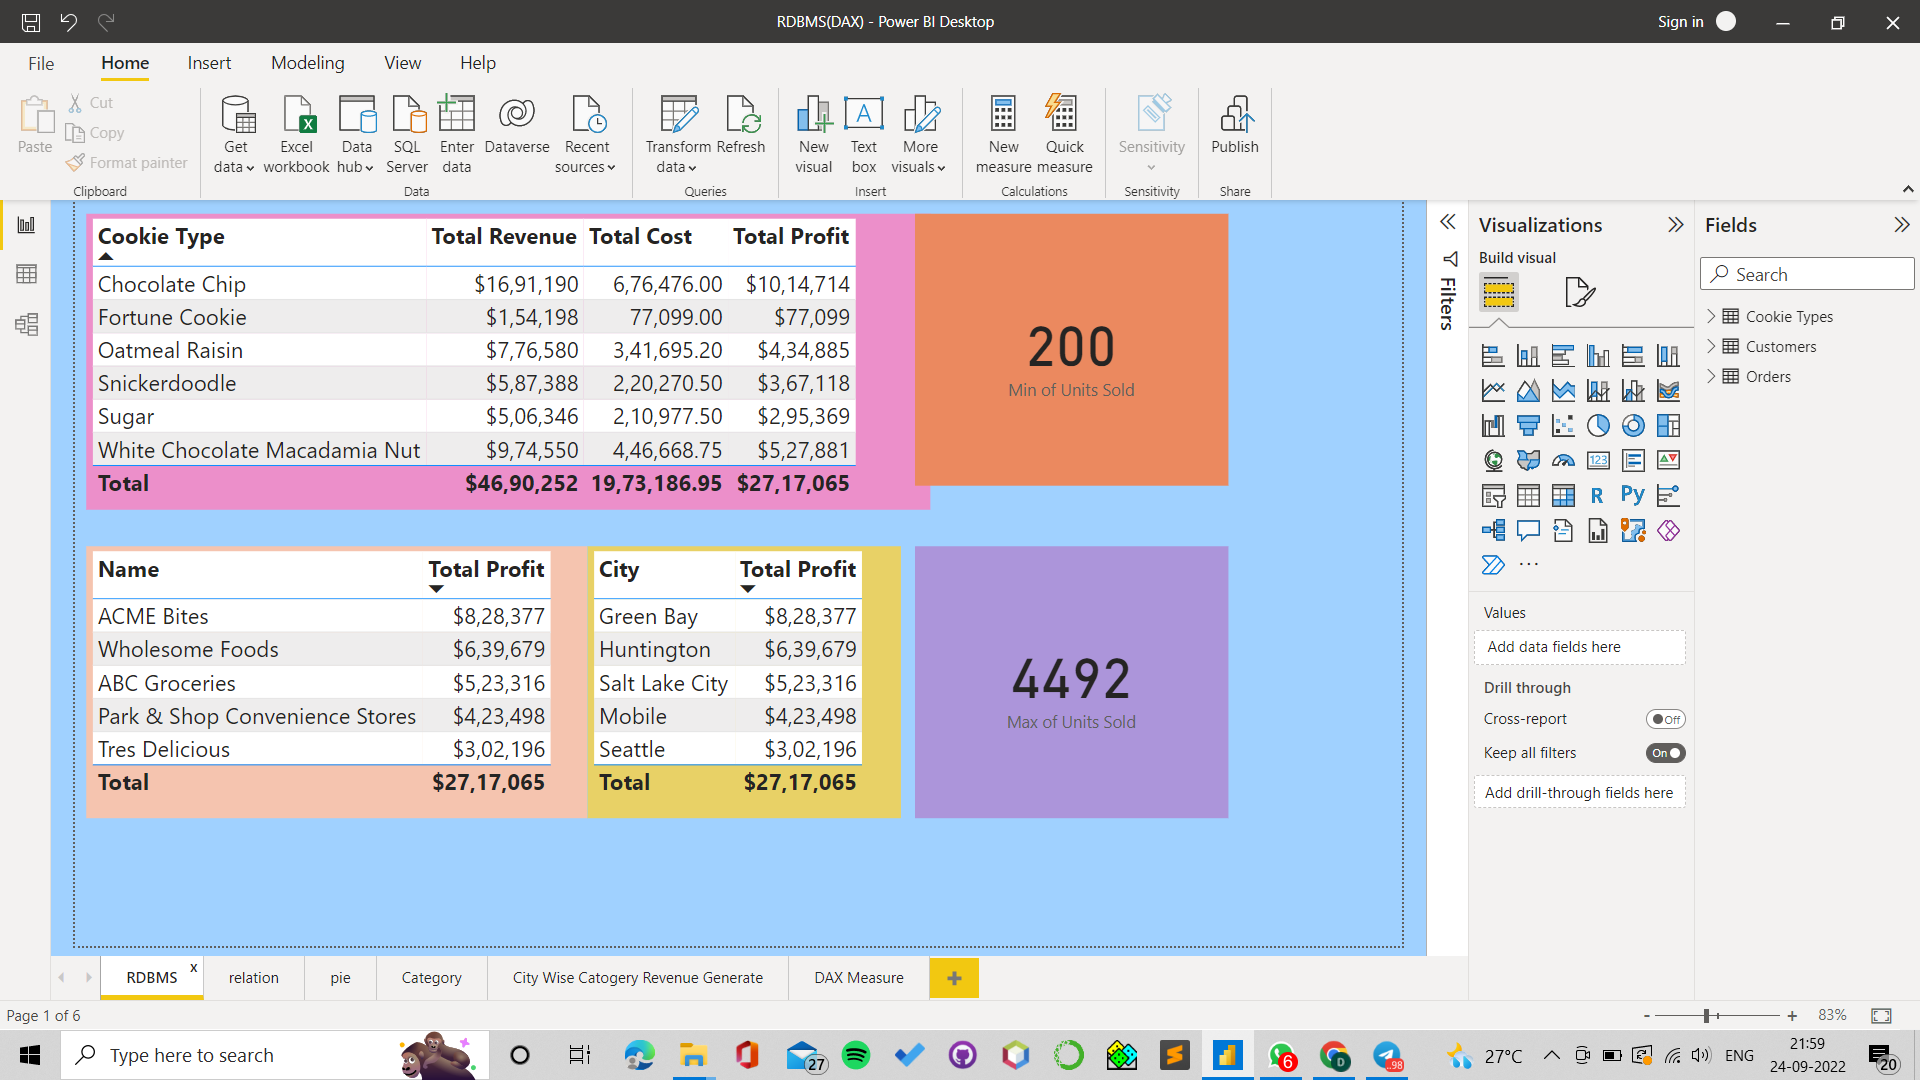 RDBMS(DAX) - Power BI Desktop
Sign in
File Home Insert Modeling View Help
Paste
Cut
Copy
Format painter
Clipboard
Get data
Excel workbook
Data hub
SQL Server
Enter data
Dataverse
Recent sources
Data
Transform data
Refresh
Queries
New visual
Text box
More visuals
Insert
New measure
Quick measure
Calculations
Sensitivity
Sensitivity
Publish
Share
Cookie Type Total Revenue Total Cost Total Profit
Chocolate Chip $16,91,190 6,76,476.00 $10,14,714
Fortune Cookie $1,54,198 77,099.00 $77,099
Oatmeal Raisin $7,76,580 3,41,695.20 $4,34,885
Snickerdoodle $5,87,388 2,20,270.50 $3,67,118
Sugar $5,06,346 2,10,977.50 $2,95,369
White Chocolate Macadamia Nut $9,74,550 4,46,668.75 $5,27,881
Total $46,90,252 19,73,186.95 $27,17,065
200
Min of Units Sold
Name Total Profit
ACME Bites $8,28,377
Wholesome Foods $6,39,679
ABC Groceries $5,23,316
Park & Shop Convenience Stores $4,23,498
Tres Delicious $3,02,196
Total $27,17,065
City Total Profit
Green Bay $8,28,377
Huntington $6,39,679
Salt Lake City $5,23,316
Mobile $4,23,498
Seattle $3,02,196
Total $27,17,065
4492
Max of Units Sold
Filters
Visualizations
Build visual
123
R
Py
Values
Add data fields here
Drill through
Cross-report
Off
Keep all filters
On
Add drill-through fields here
Fields
Search
Cookie Types
Customers
Orders
RDBMS x relation pie Category City Wise Catogery Revenue Generate DAX Measure +
Page 1 of 6
- + 83%
Type here to search
27
6
D
..98
27°C
ENG
21:59
24-09-2022
20